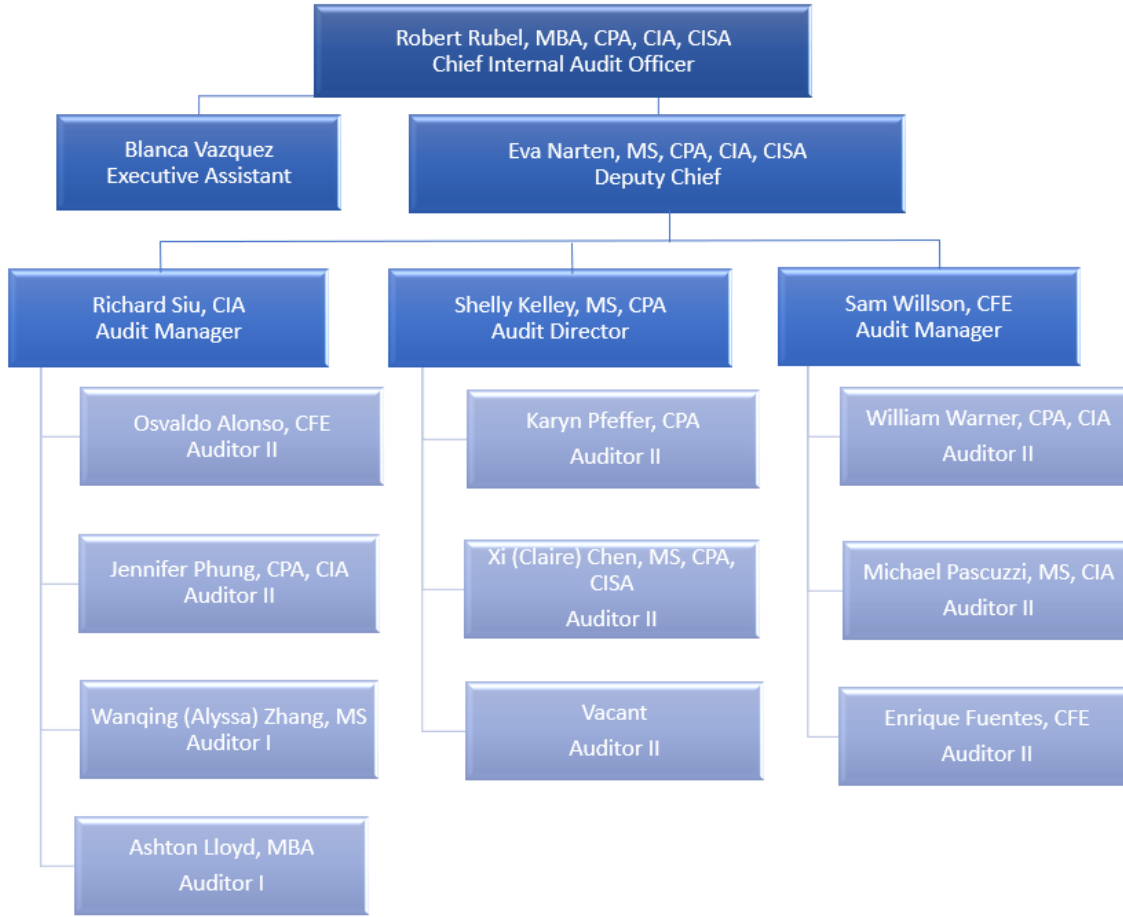 Robert Rubel, MBA, CPA, CIA, CISA
Chief Internal Audit Officer
Blanca Vazquez
Executive Assistant
Eva Narten, MS, CPA, CIA, CISA
Deputy Chief
Richard Siu, CIA
Audit Manager
Shelly Kelley, MS, CPA
Audit Director
Sam Willson, CFE
Audit Manager
Osvaldo Alonso, CFE
Auditor II
Jennifer Phung, CPA, CIA
Auditor II
Wanqing (Alyssa) Zhang, MS
Auditor I
Ashton Lloyd, MBA
Auditor I
Karyn Pfeffer, CPA
Auditor II
Xi (Claire) Chen, MS, CPA,
CISA
Auditor II
Vacant
Auditor II
William Warner, CPA, CIA
Auditor II
Michael Pascuzzi, MS, CIA
Auditor II
Enrique Fuentes, CFE
Auditor II